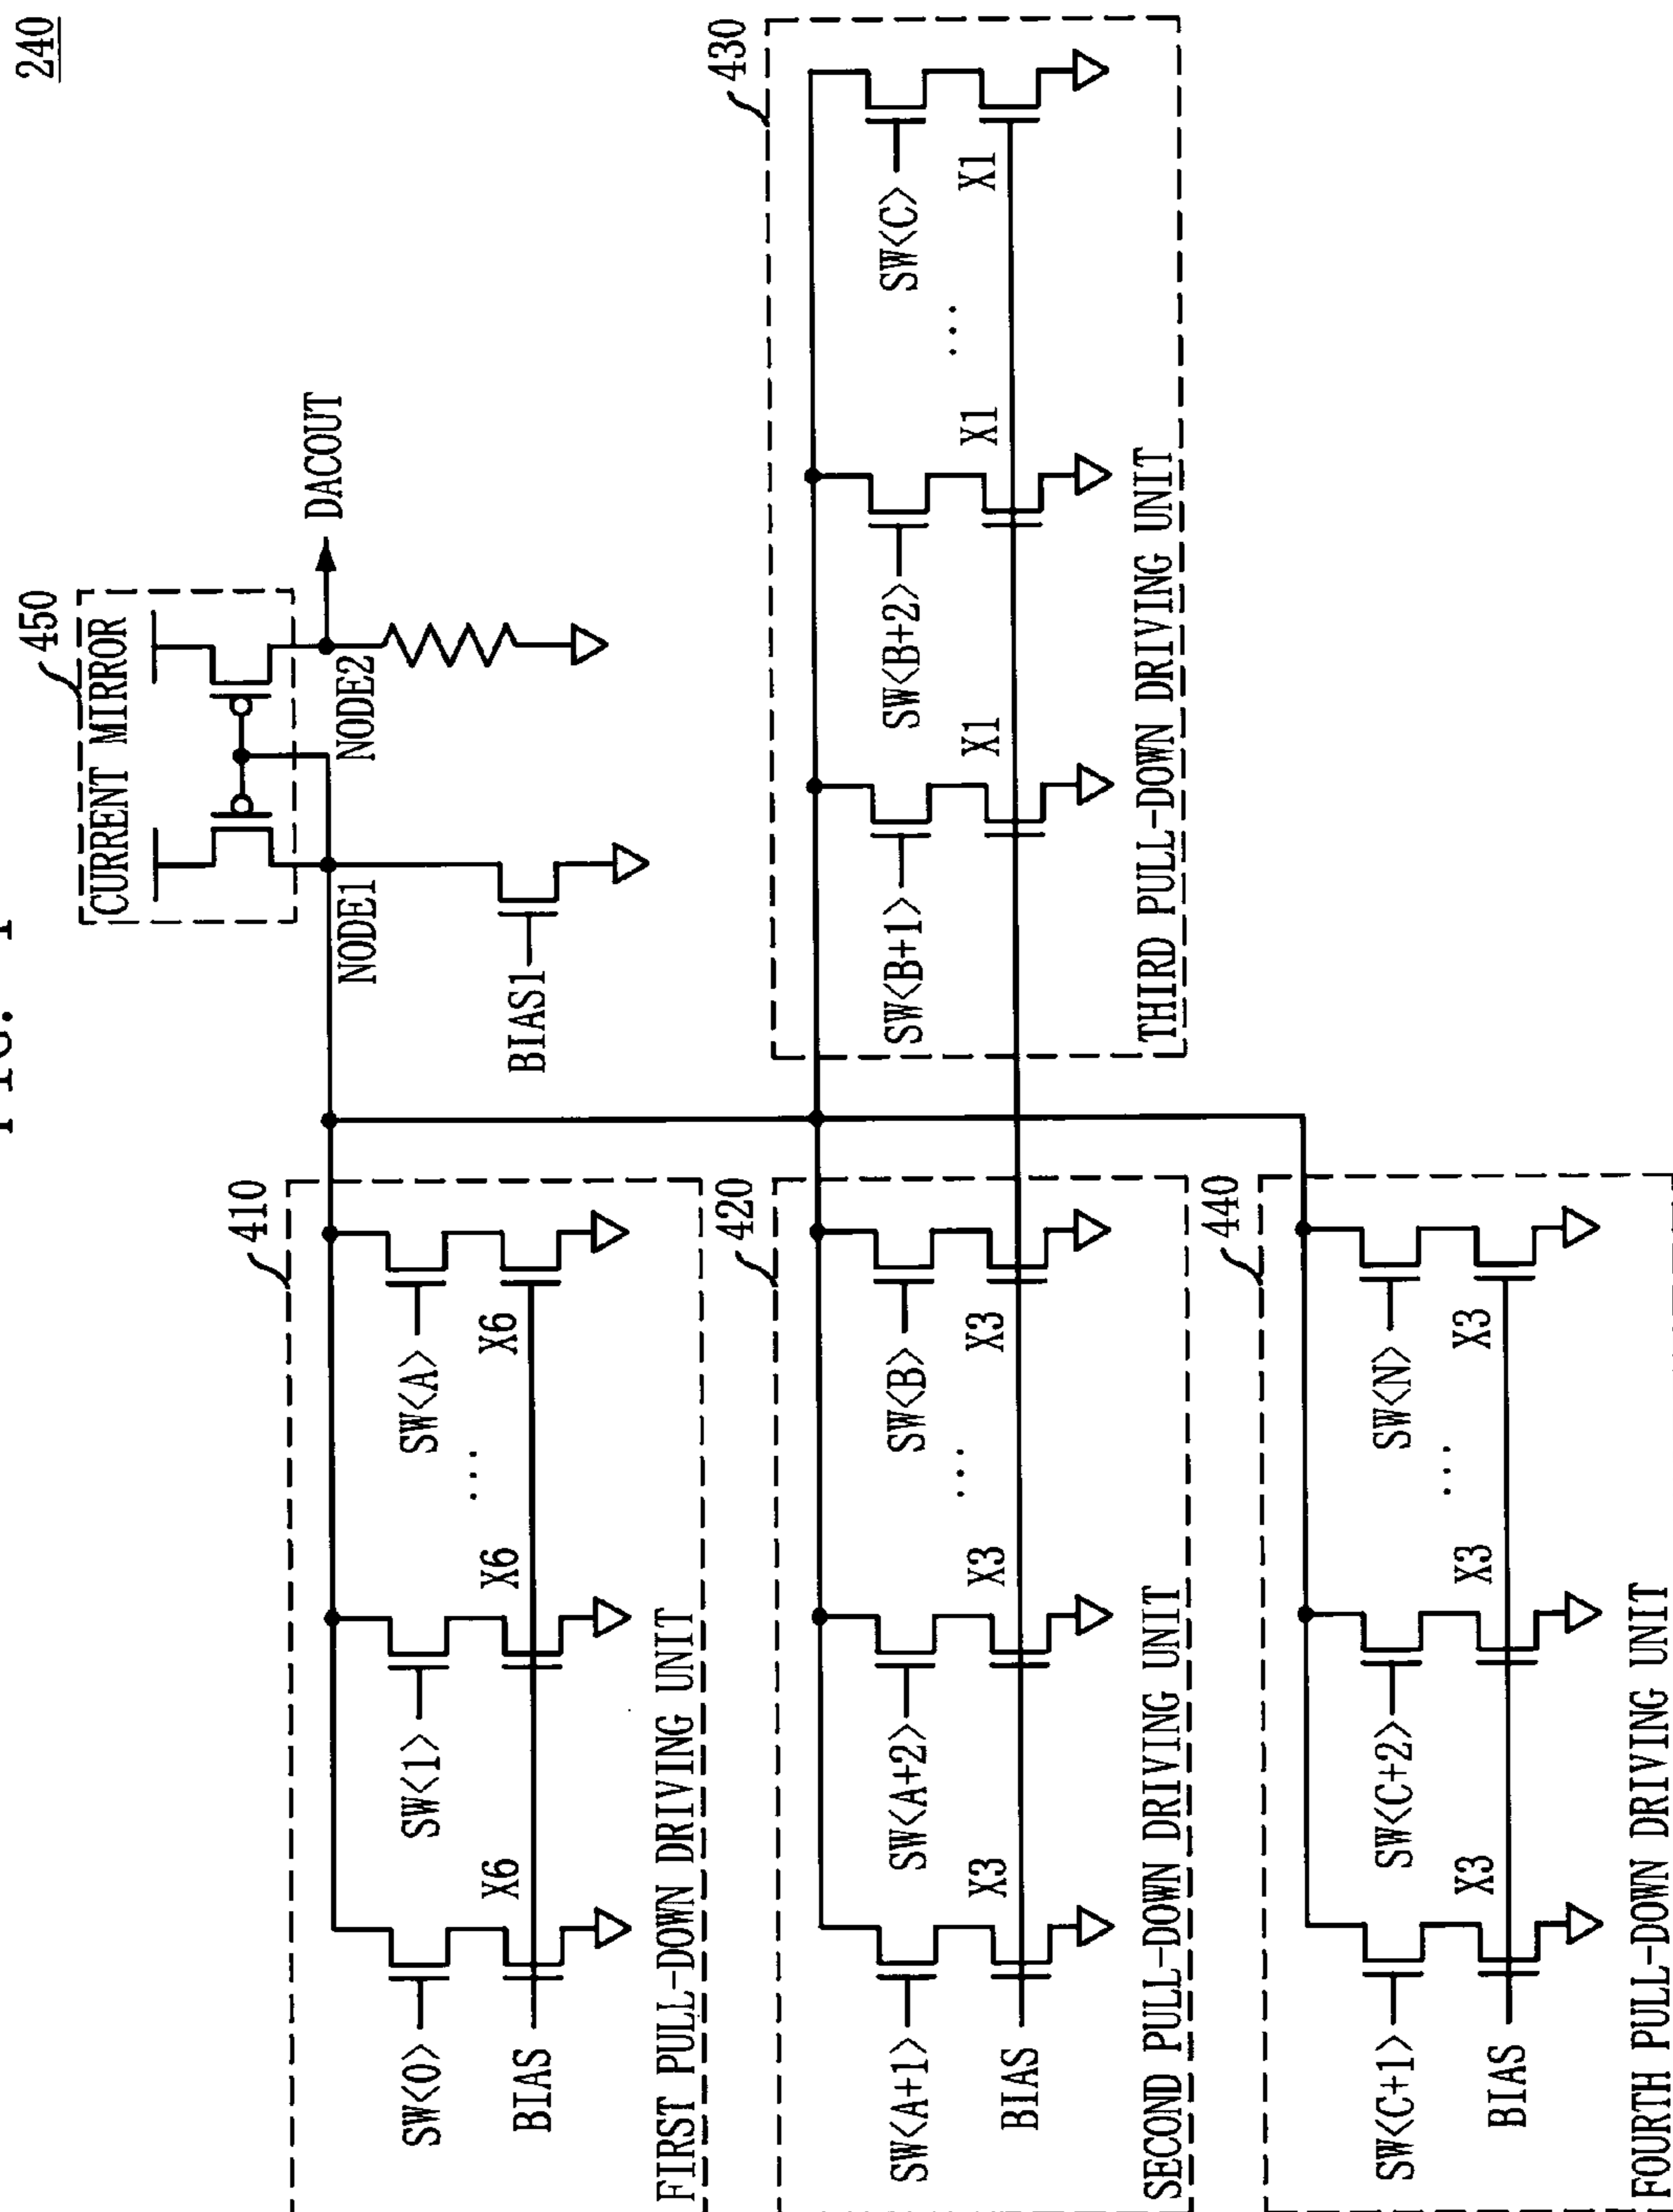 240
450
CURRENT MIRROR
NODE1
NODE2
DACOUT
BIAS1
410
SW<0>
SW<1>
SW<A>
X6
X6
X6
...
BIAS
FIRST PULL-DOWN DRIVING UNIT
420
SW<A+1>
SW<A+2>
SW<B>
X3
X3
X3
...
BIAS
SECOND PULL-DOWN DRIVING UNIT
430
SW<B+1>
SW<B+2>
SW<C>
X1
X1
X1
...
THIRD PULL-DOWN DRIVING UNIT
440
SW<C+1>
SW<C+2>
SW<N>
X3
X3
X3
...
BIAS
FOURTH PULL-DOWN DRIVING UNIT